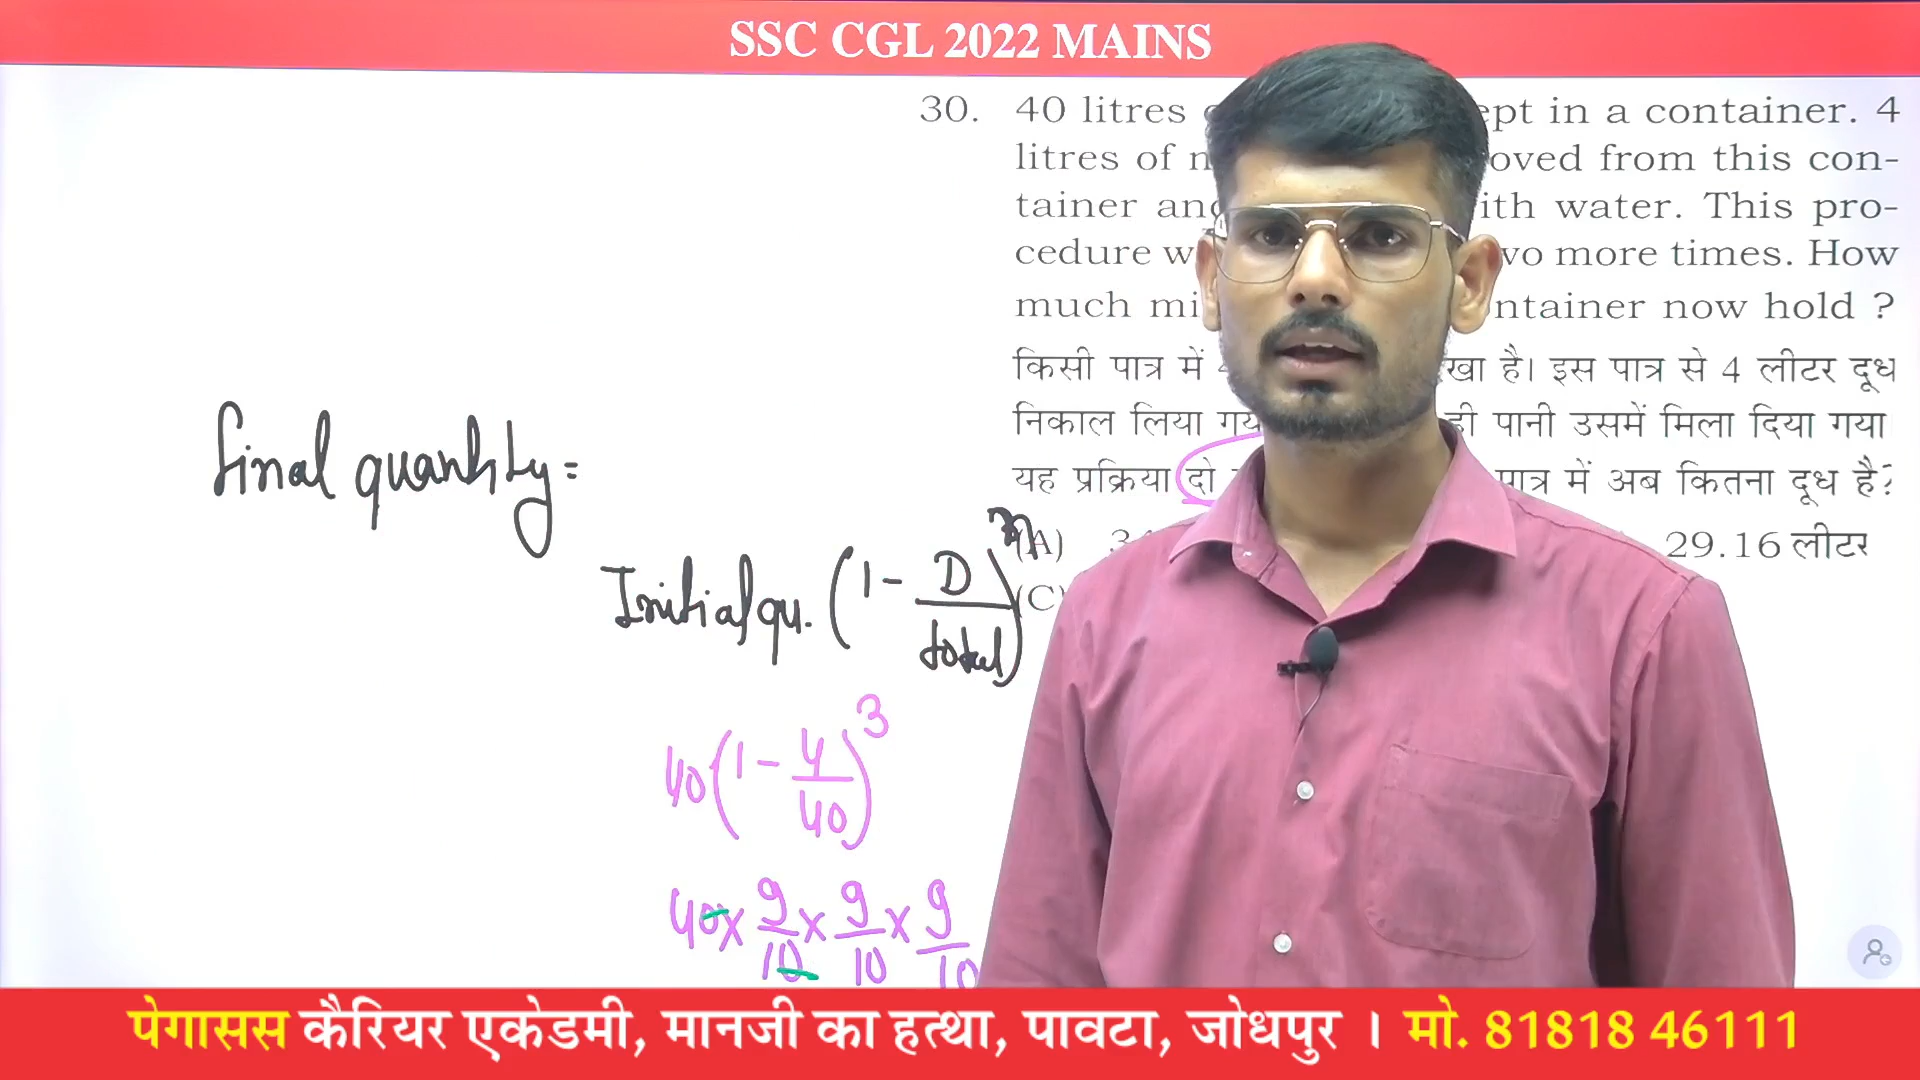 SSC CGL 2022 MAINS
30. 40 litres ept in a container. 4
litres of oved from this con-
tainer and ith water. This pro-
cedure w wo more times. How
much mi ntainer now hold ?
किसी पात्र में खा है। इस पात्र से 4 लीटर दूध
निकाल लिया गय ही पानी उसमें मिला दिया गया
यह प्रक्रिया दो पात्र में अब कितना दूध है?
(A) 29.16 लीटर
(C)
final quantity =
Initial qu. (1 - D/total)^n
40(1 - 4/40)^3
40 x 9/10 x 9/10 x 9/10
पेगासस कैरियर एकेडमी, मानजी का हत्था, पावटा, जोधपुर । मो. 81818 46111